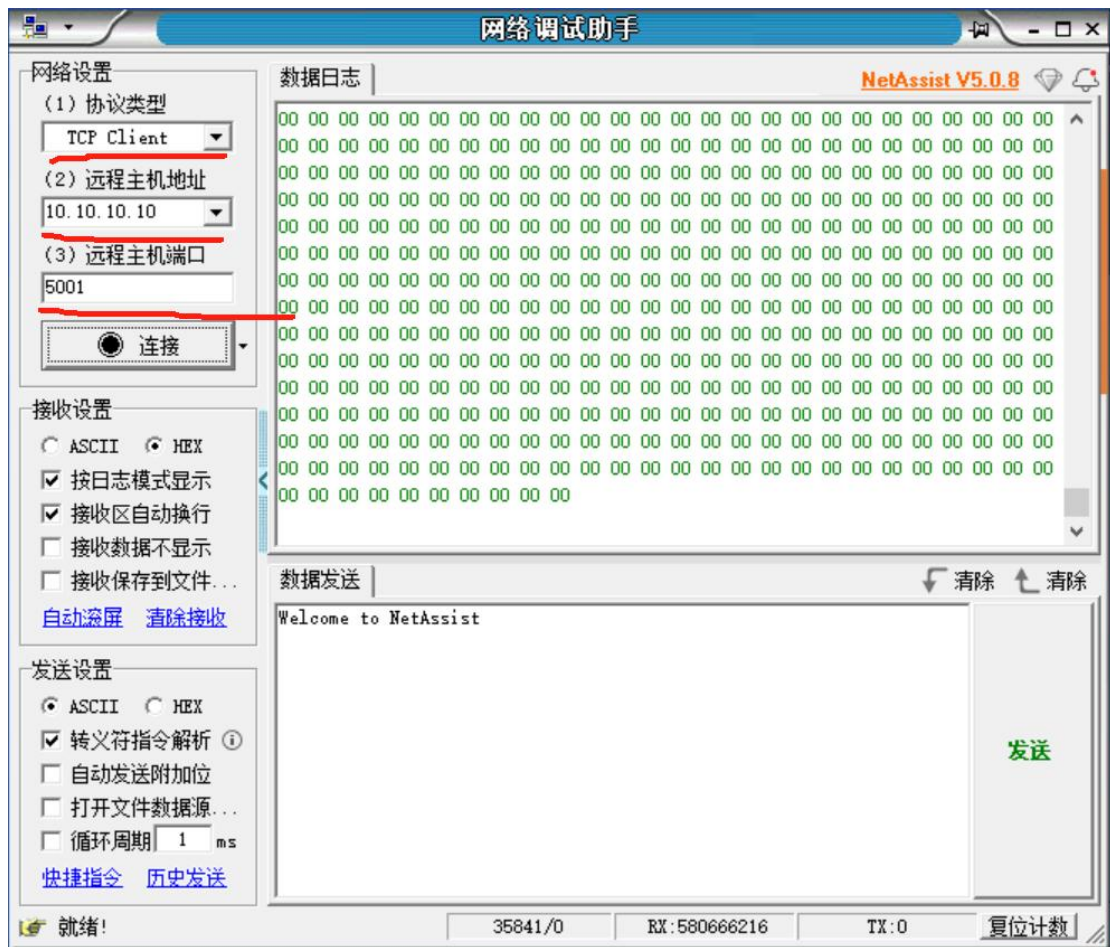 网络调试助手
网络设置
(1) 协议类型
TCP Client
(2) 远程主机地址
10.10.10.10
(3) 远程主机端口
5001
连接
接收设置
ASCII HEX
按日志模式显示
接收区自动换行
接收数据不显示
接收保存到文件...
自动滚屏 清除接收
发送设置
ASCII HEX
转义符指令解析
自动发送附加位
打开文件数据源...
循环周期 1 ms
快捷指令 历史发送
数据日志 NetAssist V5.0.8
00 00 00 00 00 00 00 00 00 00 00 00 00 00 00 00 00 00 00 00 00 00 00 00 00 00
00 00 00 00 00 00 00 00 00 00 00 00 00 00 00 00 00 00 00 00 00 00 00 00 00 00
00 00 00 00 00 00 00 00 00 00 00 00 00 00 00 00 00 00 00 00 00 00 00 00 00 00
00 00 00 00 00 00 00 00 00 00 00 00 00 00 00 00 00 00 00 00 00 00 00 00 00 00
00 00 00 00 00 00 00 00 00 00 00 00 00 00 00 00 00 00 00 00 00 00 00 00 00 00
00 00 00 00 00 00 00 00 00 00 00 00 00 00 00 00 00 00 00 00 00 00 00 00 00 00
00 00 00 00 00 00 00 00 00 00 00 00 00 00 00 00 00 00 00 00 00 00 00 00 00 00
00 00 00 00 00 00 00 00 00 00 00 00 00 00 00 00 00 00 00 00 00 00 00 00 00 00
00 00 00 00 00 00 00 00 00 00 00 00 00 00 00 00 00 00 00 00 00 00 00 00 00 00
00 00 00 00 00 00 00 00 00 00 00 00 00 00 00 00 00 00 00 00 00 00 00 00 00 00
00 00 00 00 00 00 00 00 00 00 00 00 00 00 00 00 00 00 00 00 00 00 00 00 00 00
00 00 00 00 00 00 00 00 00 00 00 00 00 00 00 00 00 00 00 00 00 00 00 00 00 00
00 00 00 00 00 00 00 00 00 00 00 00 00 00 00 00 00 00 00 00 00 00 00 00 00 00
00 00 00 00 00 00 00 00 00 00 00 00 00 00 00 00 00 00 00 00 00 00 00 00 00 00
00 00 00 00 00 00 00 00 00 00
数据发送 清除 清除
Welcome to NetAssist
发送
就绪! 35841/0 RX:580666216 TX:0 复位计数